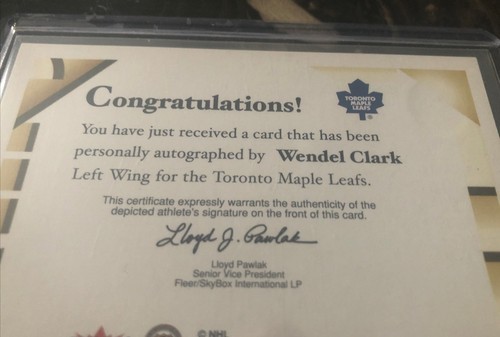 Congratulations!
TORONTO
MAPLE
LEAFS
®
You have just received a card that has been
personally autographed by Wendel Clark
Left Wing for the Toronto Maple Leafs.
This certificate expressly warrants the authenticity of the
depicted athlete's signature on the front of this card.
Lloyd J. Pawlak
Lloyd Pawlak
Senior Vice President
Fleer/SkyBox International LP
© NHL